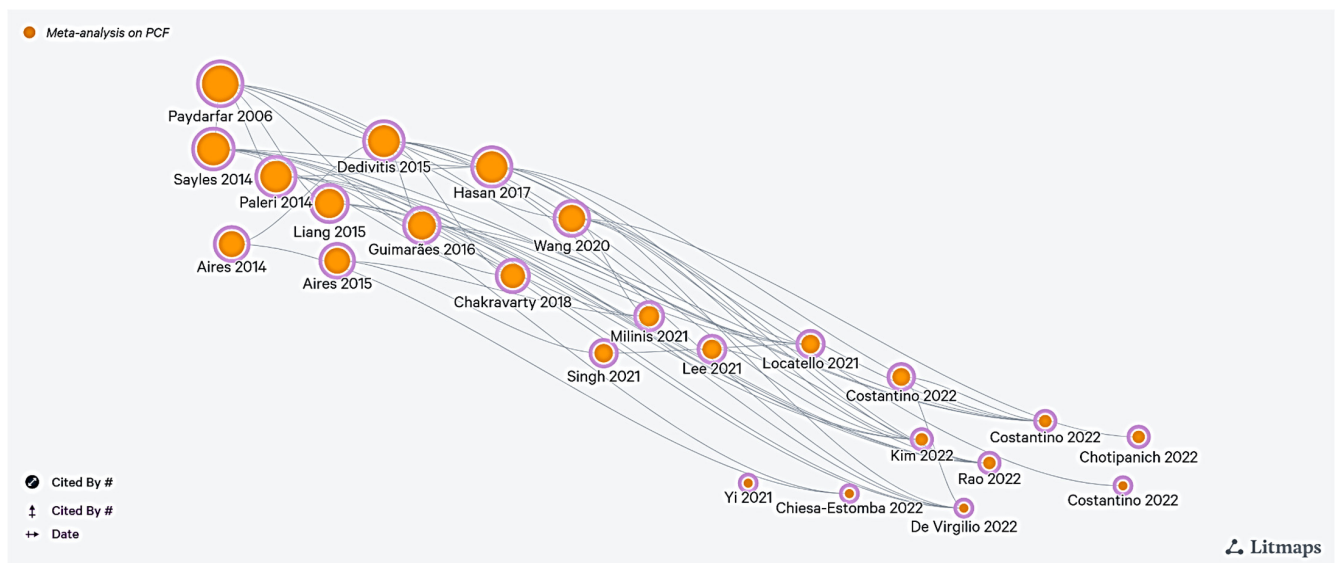 Meta-analysis on PCF
Paydarfar 2006
Dedivitis 2015
Sayles 2014
Hasan 2017
Paleri 2014
Liang 2015
Guimarães 2016
Wang 2020
Aires 2014
Aires 2015
Chakravarty 2018
Milinis 2021
Singh 2021
Lee 2021
Locatello 2021
Costantino 2022
Costantino 2022
Chotipanich 2022
Kim 2022
Rao 2022
Costantino 2022
Yi 2021
Chiesa-Estomba 2022
De Virgilio 2022
Cited By #
Cited By #
Date
Litmaps